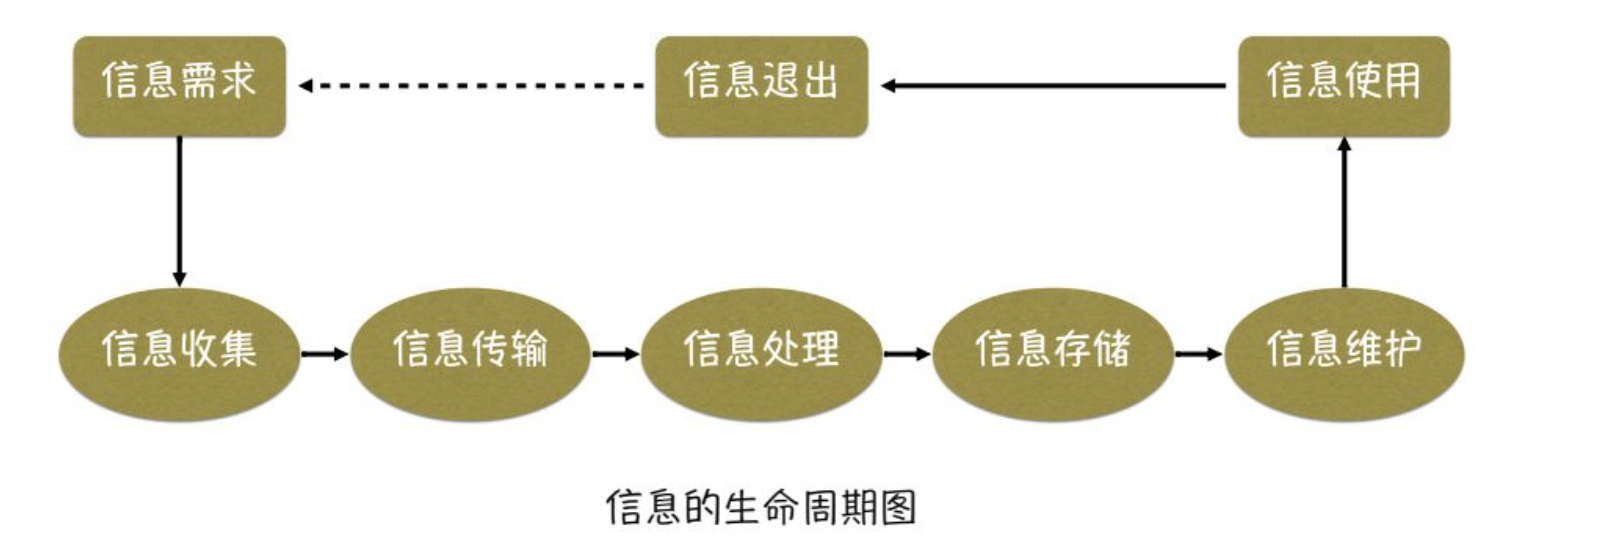 信息需求
信息退出
信息使用
信息收集
信息传输
信息处理
信息存储
信息维护
信息的生命周期图